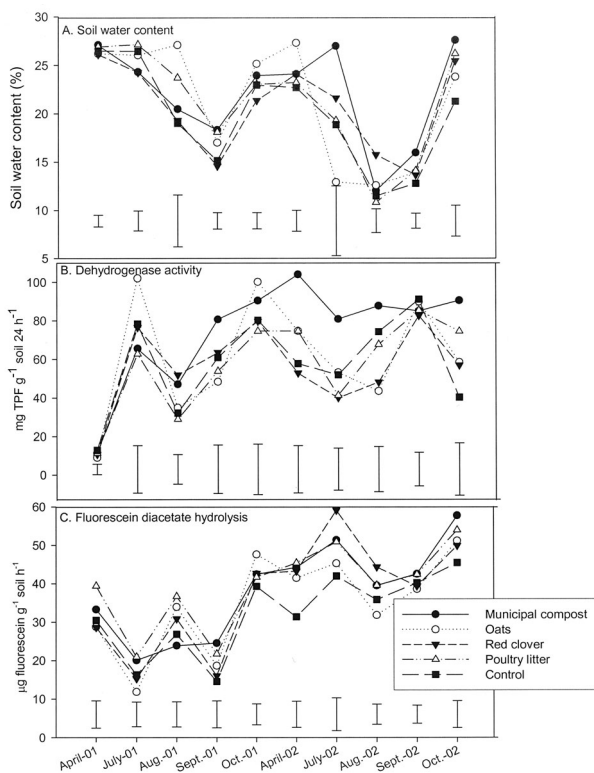 A. Soil water content
Soil water content (%)
30
25
20
15
10
5
B. Dehydrogenase activity
mg TPF g⁻¹ soil 24 h⁻¹
100
80
60
40
20
0
C. Fluorescein diacetate hydrolysis
µg fluorescein g⁻¹ soil h⁻¹
60
50
40
30
20
10
0
Municipal compost
Oats
Red clover
Poultry litter
Control
April-01
July-01
Aug.-01
Sept.-01
Oct.-01
April-02
July-02
Aug.-02
Sept.-02
Oct.-02